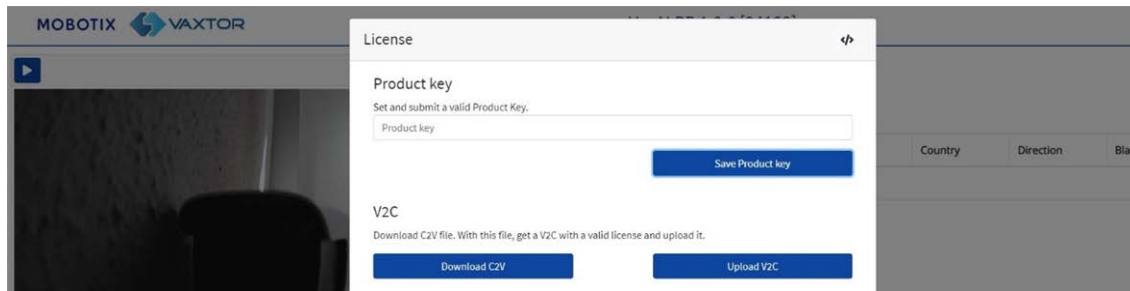 MOBOTIX VAXTOR
License
</>
Product key
Set and submit a valid Product Key.
Product key
Save Product key
Country Direction
V2C
Download C2V file. With this file, get a V2C with a valid license and upload it.
Download C2V Upload V2C